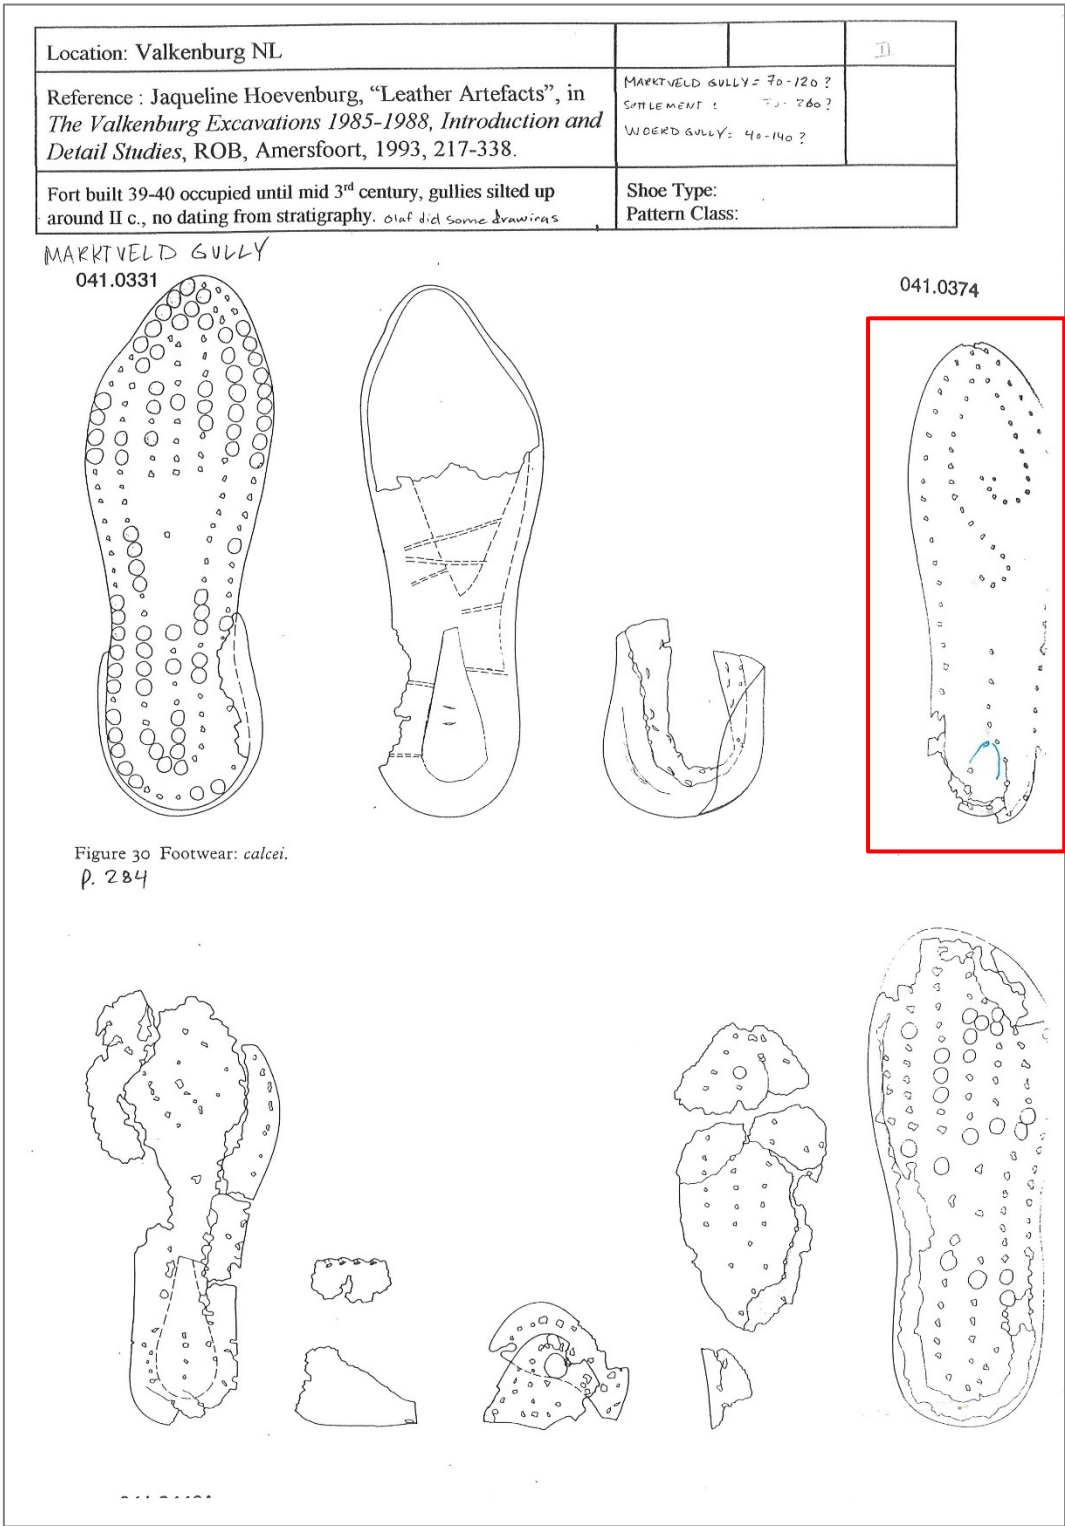 Location: Valkenburg NL
II
Reference : Jaqueline Hoevenburg, “Leather Artefacts”, in
The Valkenburg Excavations 1985-1988, Introduction and
Detail Studies, ROB, Amersfoort, 1993, 217-338.
MARKTVELD GULLY = 70-120 ?
SETTLEMENT : 260?
WOERD GULLY = 40-140 ?
Fort built 39-40 occupied until mid 3rd century, gullies silted up
around II c., no dating from stratigraphy. Olaf did some drawings
Shoe Type:
Pattern Class:
MARKTVELD GULLY
041.0331
041.0374
Figure 30 Footwear: calcei.
P. 284